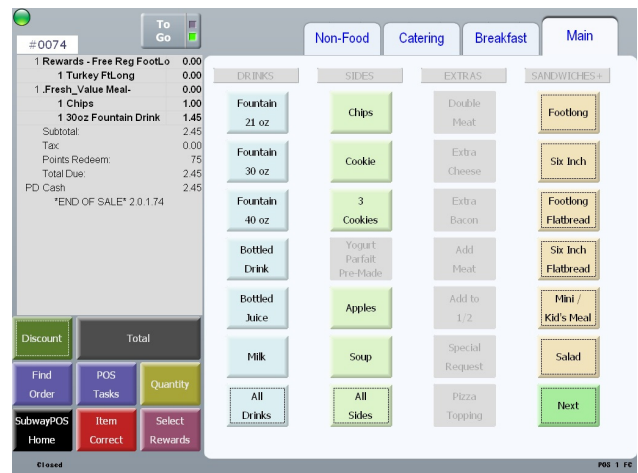 To
Go
#0074
Non-Food
Catering
Breakfast
Main
1 Rewards - Free Reg FootLo 0.00
1 Turkey FtLong 0.00
1 .Fresh_Value Meal- 0.00
1 Chips 1.00
1 30oz Fountain Drink 1.45
Subtotal: 2.45
Tax: 0.00
Points Redeem: 75
Total Due: 2.45
PD Cash 2.45
*END OF SALE* 2.0.1.74
DRINKS
SIDES
EXTRAS
SANDWICHES+
Fountain
21 oz
Chips
Double
Meat
Footlong
Fountain
30 oz
Cookie
Extra
Cheese
Six Inch
Fountain
40 oz
3
Cookies
Extra
Bacon
Footlong
Flatbread
Bottled
Drink
Yogurt
Parfait
Pre-Made
Add
Meat
Six Inch
Flatbread
Bottled
Juice
Apples
Add to
1/2
Mini /
Kid's Meal
Milk
Soup
Special
Request
Salad
All
Drinks
All
Sides
Pizza
Topping
Next
Discount
Total
Find
Order
POS
Tasks
Quantity
SubwayPOS
Home
Item
Correct
Select
Rewards
Closed
POS 1 FC